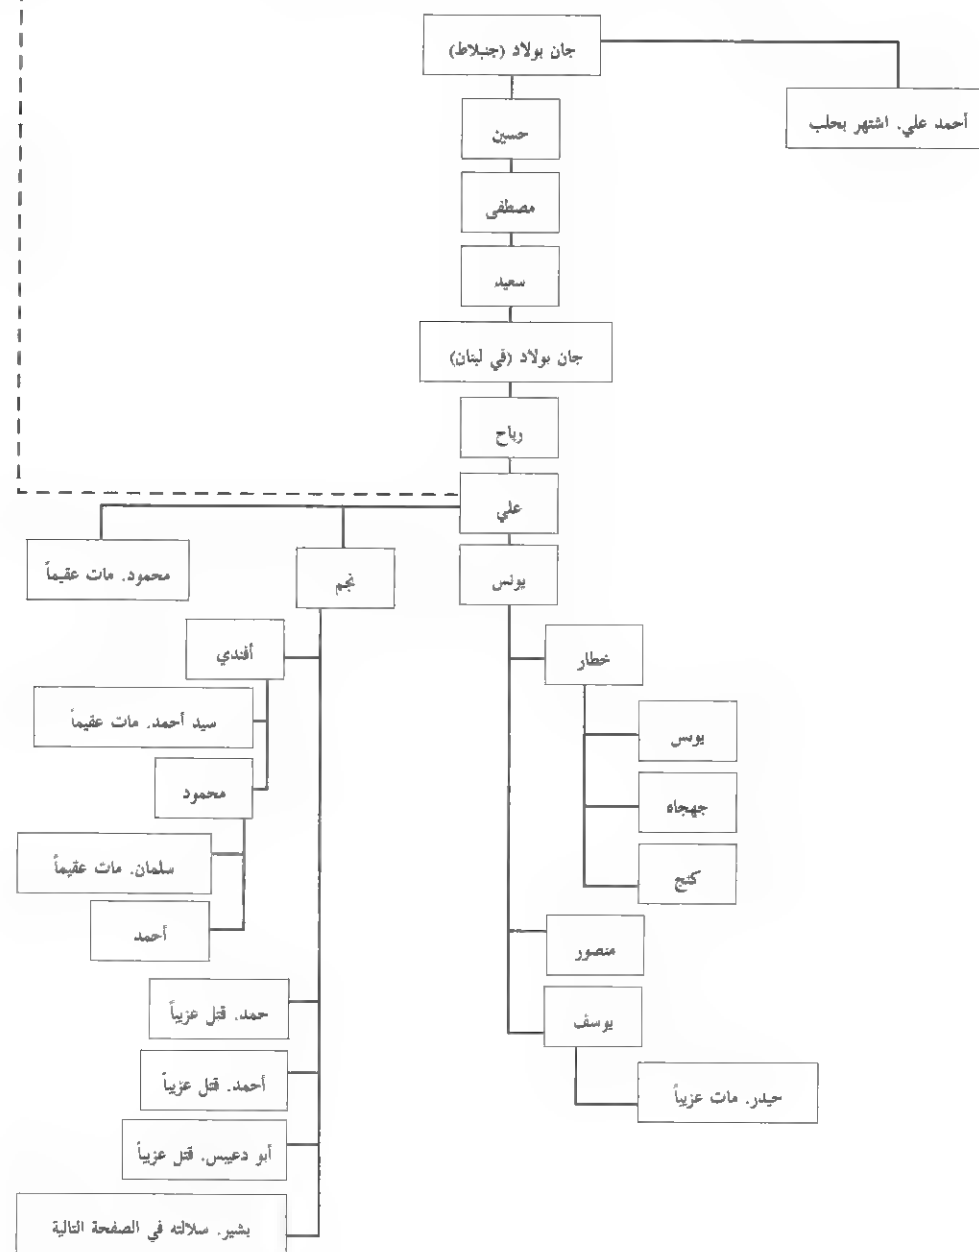 جان بولاد (جنبلاط)
أحمد علي. اشتهر بحلب
حسين
مصطفى
سعيد
جان بولاد (في لبنان)
رباح
علي
يونس
نجم
محمود. مات عقيماً
خطار
يونس
جهجاه
كنج
منصور
يوسف
حيدر. مات عزيباً
أفندي
سيد أحمد. مات عقيماً
محمود
سلمان. مات عقيماً
أحمد
حمد. قتل عزيباً
أحمد. قتل عزيباً
أبو دعيبس. قتل عزيباً
بشير. سلالته في الصفحة التالية